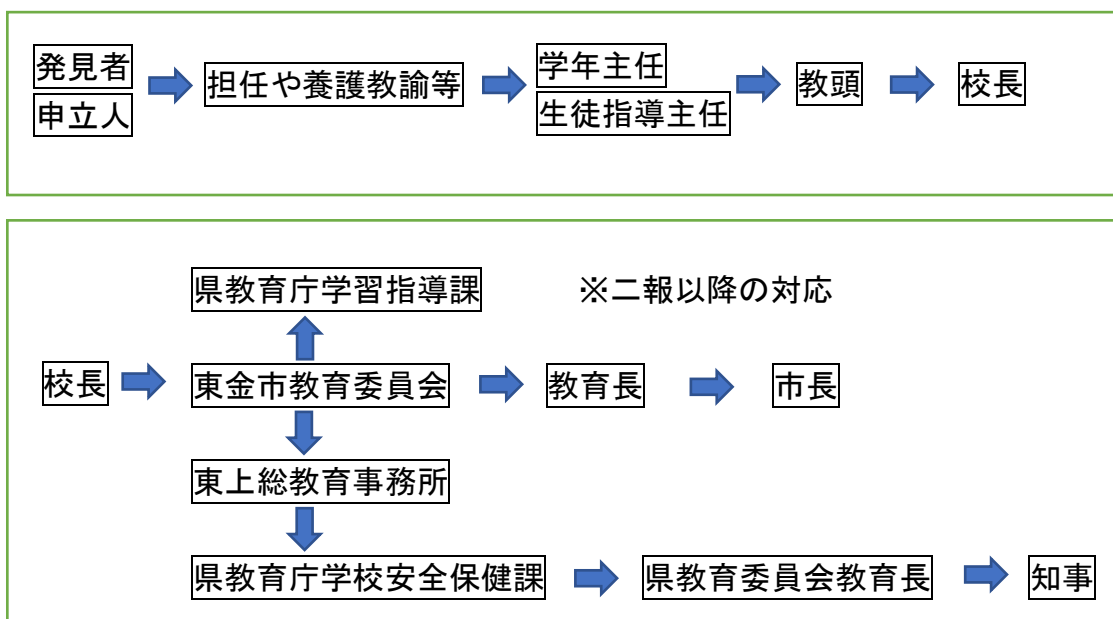 発見者
申立人
担任や養護教諭等
学年主任
生徒指導主任
教頭
校長
県教育庁学習指導課
※二報以降の対応
校長
東金市教育委員会
教育長
市長
東上総教育事務所
県教育庁学校安全保健課
県教育委員会教育長
知事